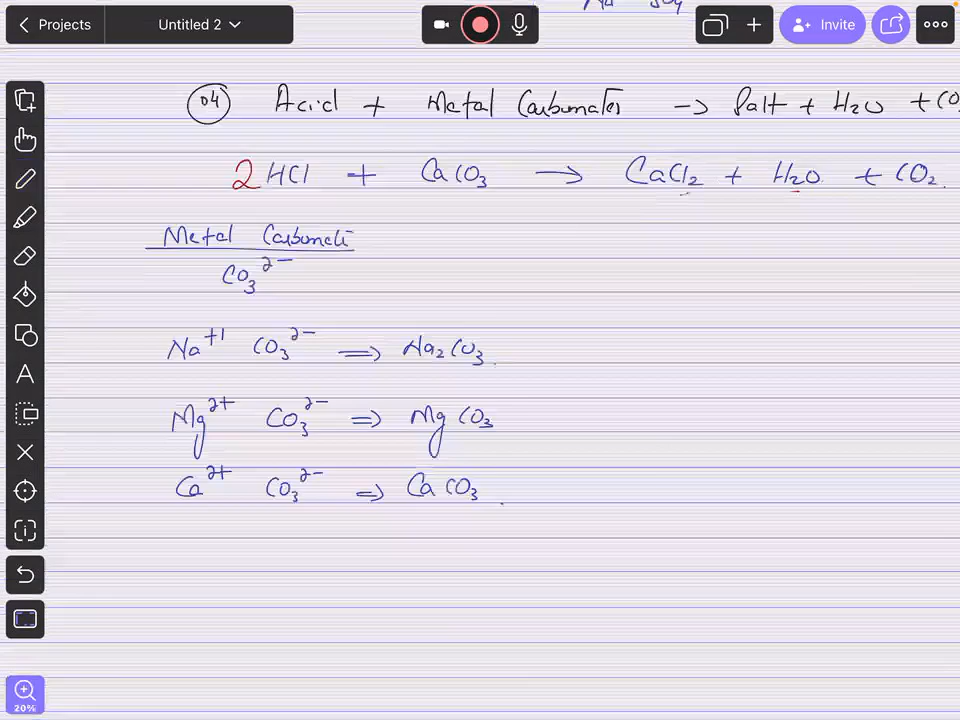 Projects
Untitled 2
Invite
04 Acid + Metal Carbonates → Salt + H2O + CO
2HCl + CaCO3 → CaCl2 + H2O + CO2.
Metal Carbonate
CO3 2−
Na+1 CO3 2− ⇒ Na2CO3.
Mg2+ CO3 2− ⇒ MgCO3
Ca2+ CO3 2− ⇒ CaCO3.
20%